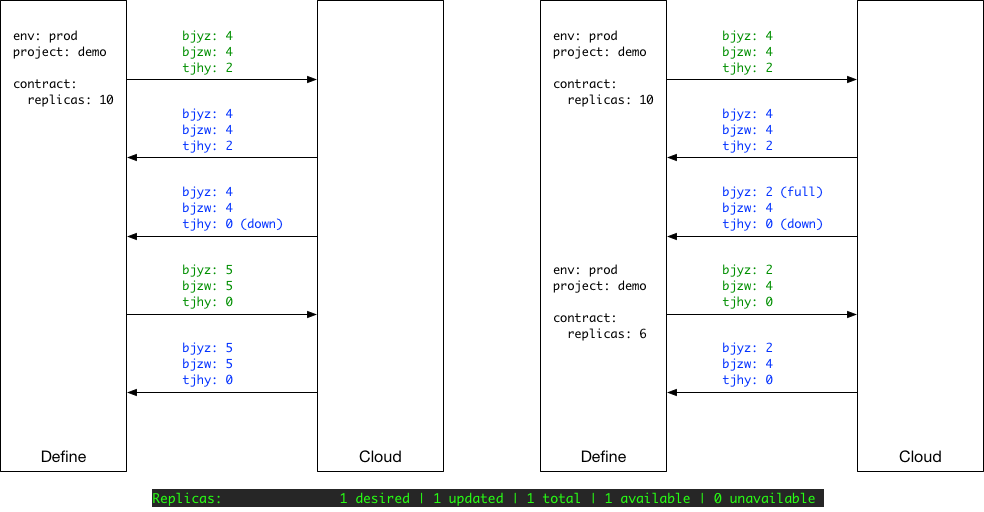 env: prod
project: demo
contract:
  replicas: 10
bjyz: 4
bjzw: 4
tjhy: 2
bjyz: 4
bjzw: 4
tjhy: 2
bjyz: 4
bjzw: 4
tjhy: 0 (down)
bjyz: 5
bjzw: 5
tjhy: 0
bjyz: 5
bjzw: 5
tjhy: 0
Define
Cloud
env: prod
project: demo
contract:
  replicas: 10
bjyz: 4
bjzw: 4
tjhy: 2
bjyz: 4
bjzw: 4
tjhy: 2
bjyz: 2 (full)
bjzw: 4
tjhy: 0 (down)
env: prod
project: demo
contract:
  replicas: 6
bjyz: 2
bjzw: 4
tjhy: 0
bjyz: 2
bjzw: 4
tjhy: 0
Define
Cloud
Replicas: 1 desired | 1 updated | 1 total | 1 available | 0 unavailable